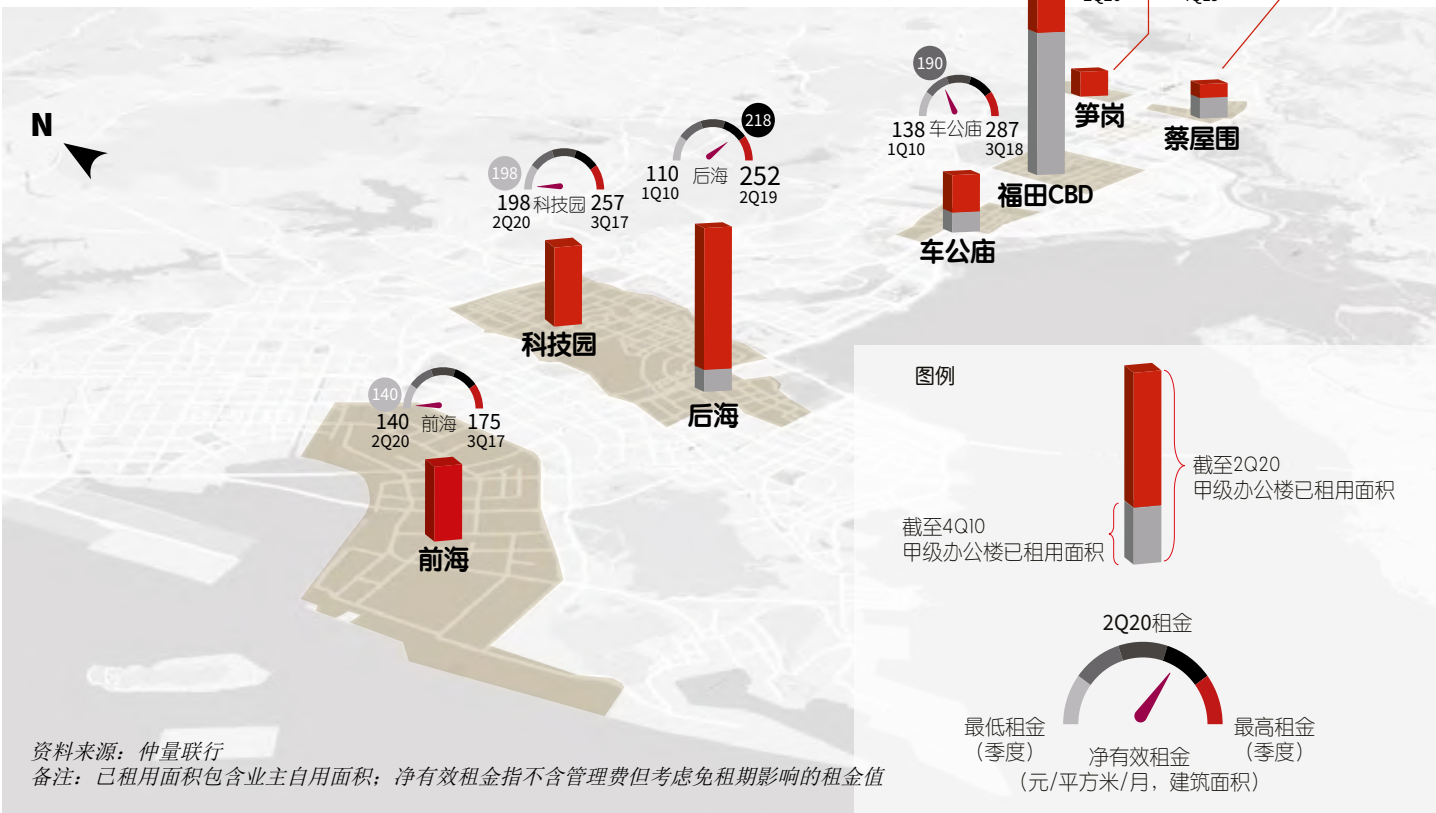 190
138 车公庙 287
1Q10 3Q18
笋岗
蔡屋围
N
218
110 后海 252
1Q10 2Q19
198
198 科技园 257
2Q20 3Q17
福田CBD
车公庙
科技园
后海
140
140 前海 175
2Q20 3Q17
前海
图例
截至2Q20
甲级办公楼已租用面积
截至4Q10
甲级办公楼已租用面积
2Q20租金
最低租金
（季度）
最高租金
（季度）
净有效租金
（元/平方米/月，建筑面积）
资料来源：仲量联行
备注：已租用面积包含业主自用面积；净有效租金指不含管理费但考虑免租期影响的租金值